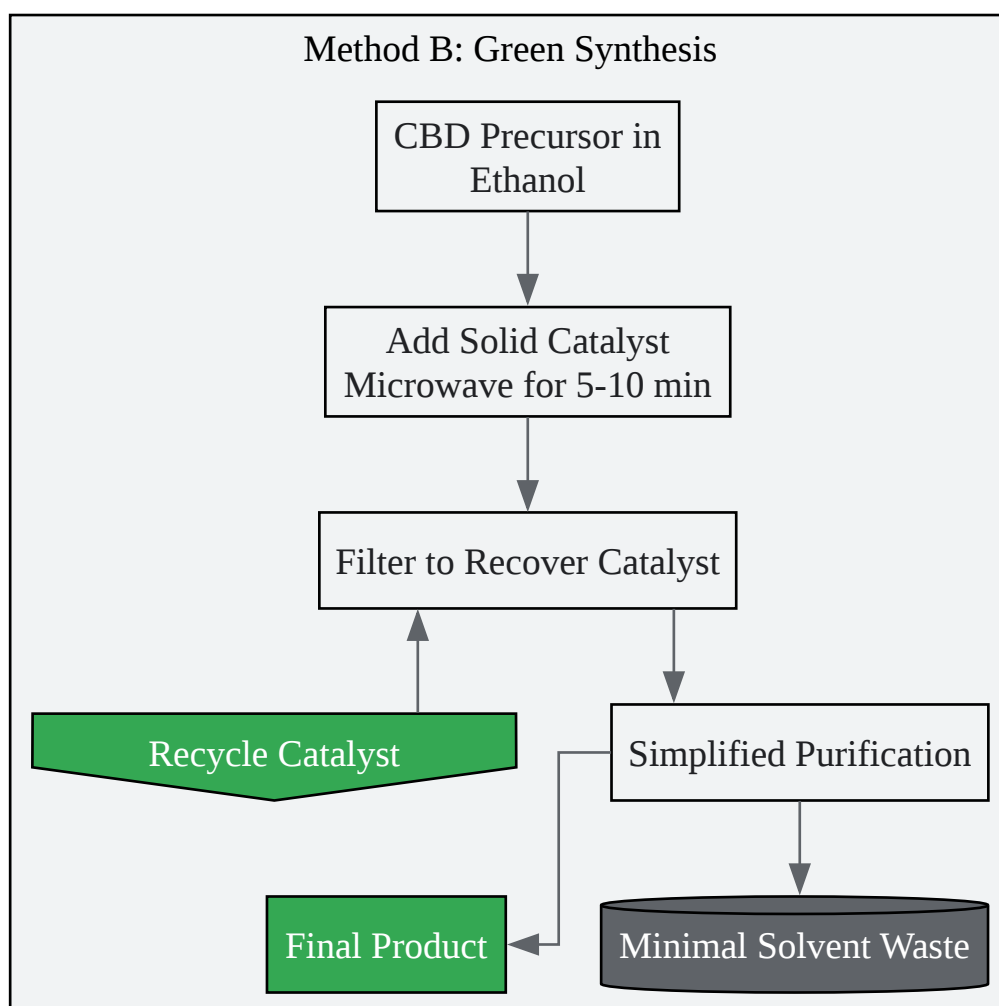 Method B: Green Synthesis
CBD Precursor in
Ethanol
Add Solid Catalyst
Microwave for 5-10 min
Filter to Recover Catalyst
Recycle Catalyst
Simplified Purification
Final Product
Minimal Solvent Waste